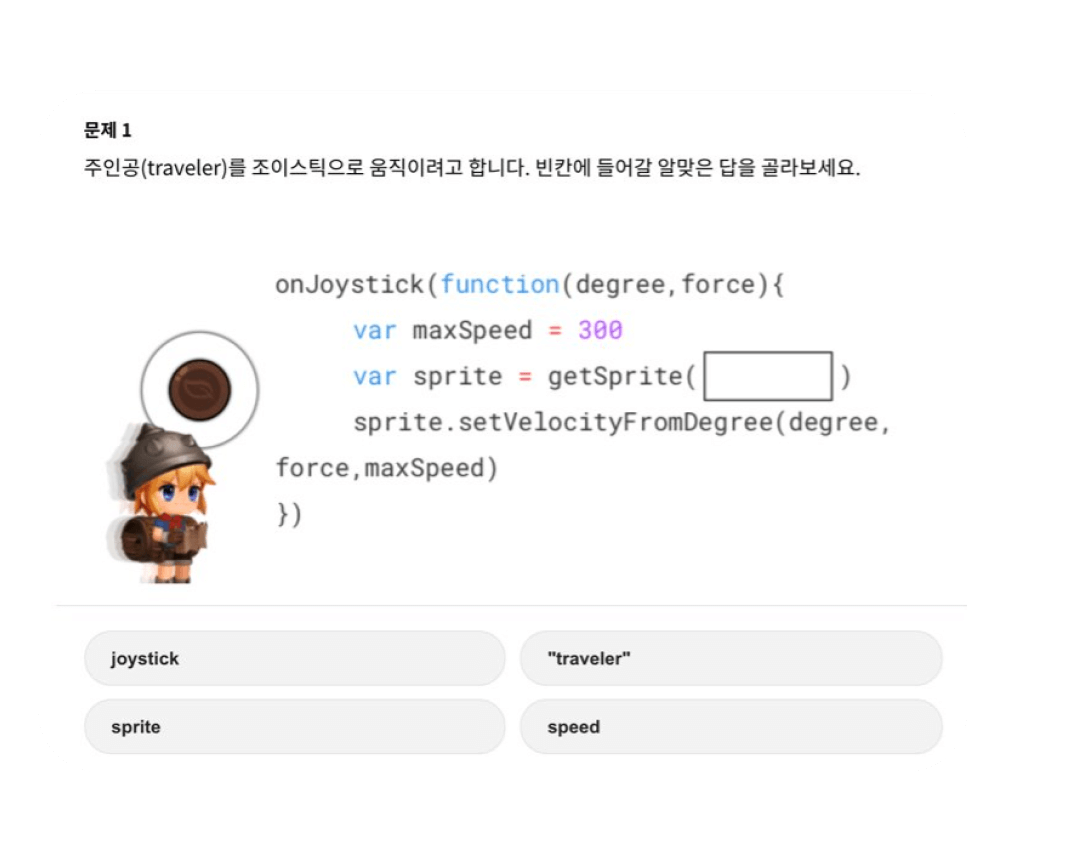 문제 1
주인공(traveler)를 조이스틱으로 움직이려고 합니다. 빈칸에 들어갈 알맞은 답을 골라보세요.
onJoystick(function(degree,force){
var maxSpeed = 300
var sprite = getSprite( )
sprite.setVelocityFromDegree(degree,
force,maxSpeed)
})
joystick
"traveler"
sprite
speed